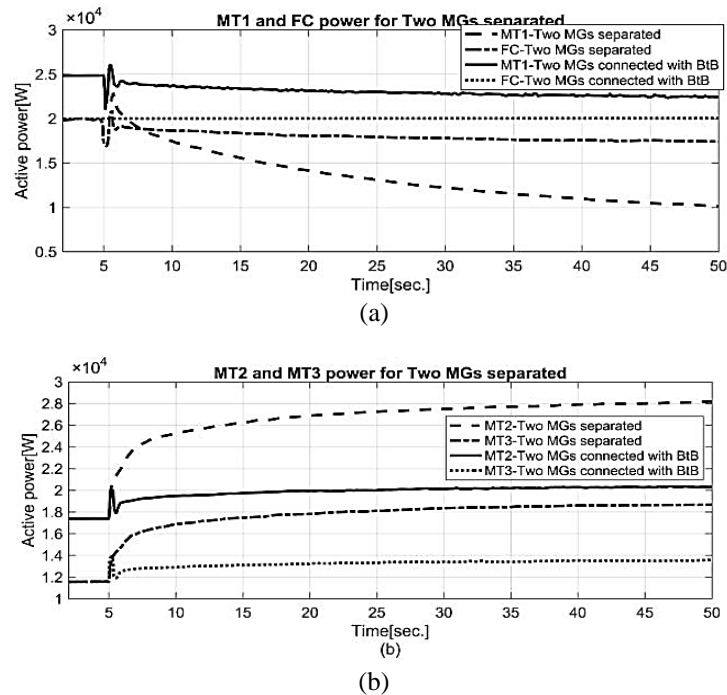 MT1 and FC power for Two MGs separated
×10⁴
3
2.5
2
1.5
1
0.5
Active power[W]
MT1-Two MGs separated
FC-Two MGs separated
MT1-Two MGs connected with BtB
FC-Two MGs connected with BtB
5 10 15 20 25 30 35 40 45 50
Time[sec.]
(a)
MT2 and MT3 power for Two MGs separated
×10⁴
3
2.8
2.6
2.4
2.2
2
1.8
1.6
1.4
1.2
1
Active power[W]
MT2-Two MGs separated
MT3-Two MGs separated
MT2-Two MGs connected with BtB
MT3-Two MGs connected with BtB
5 10 15 20 25 30 35 40 45 50
Time[sec.]
(b)
(b)